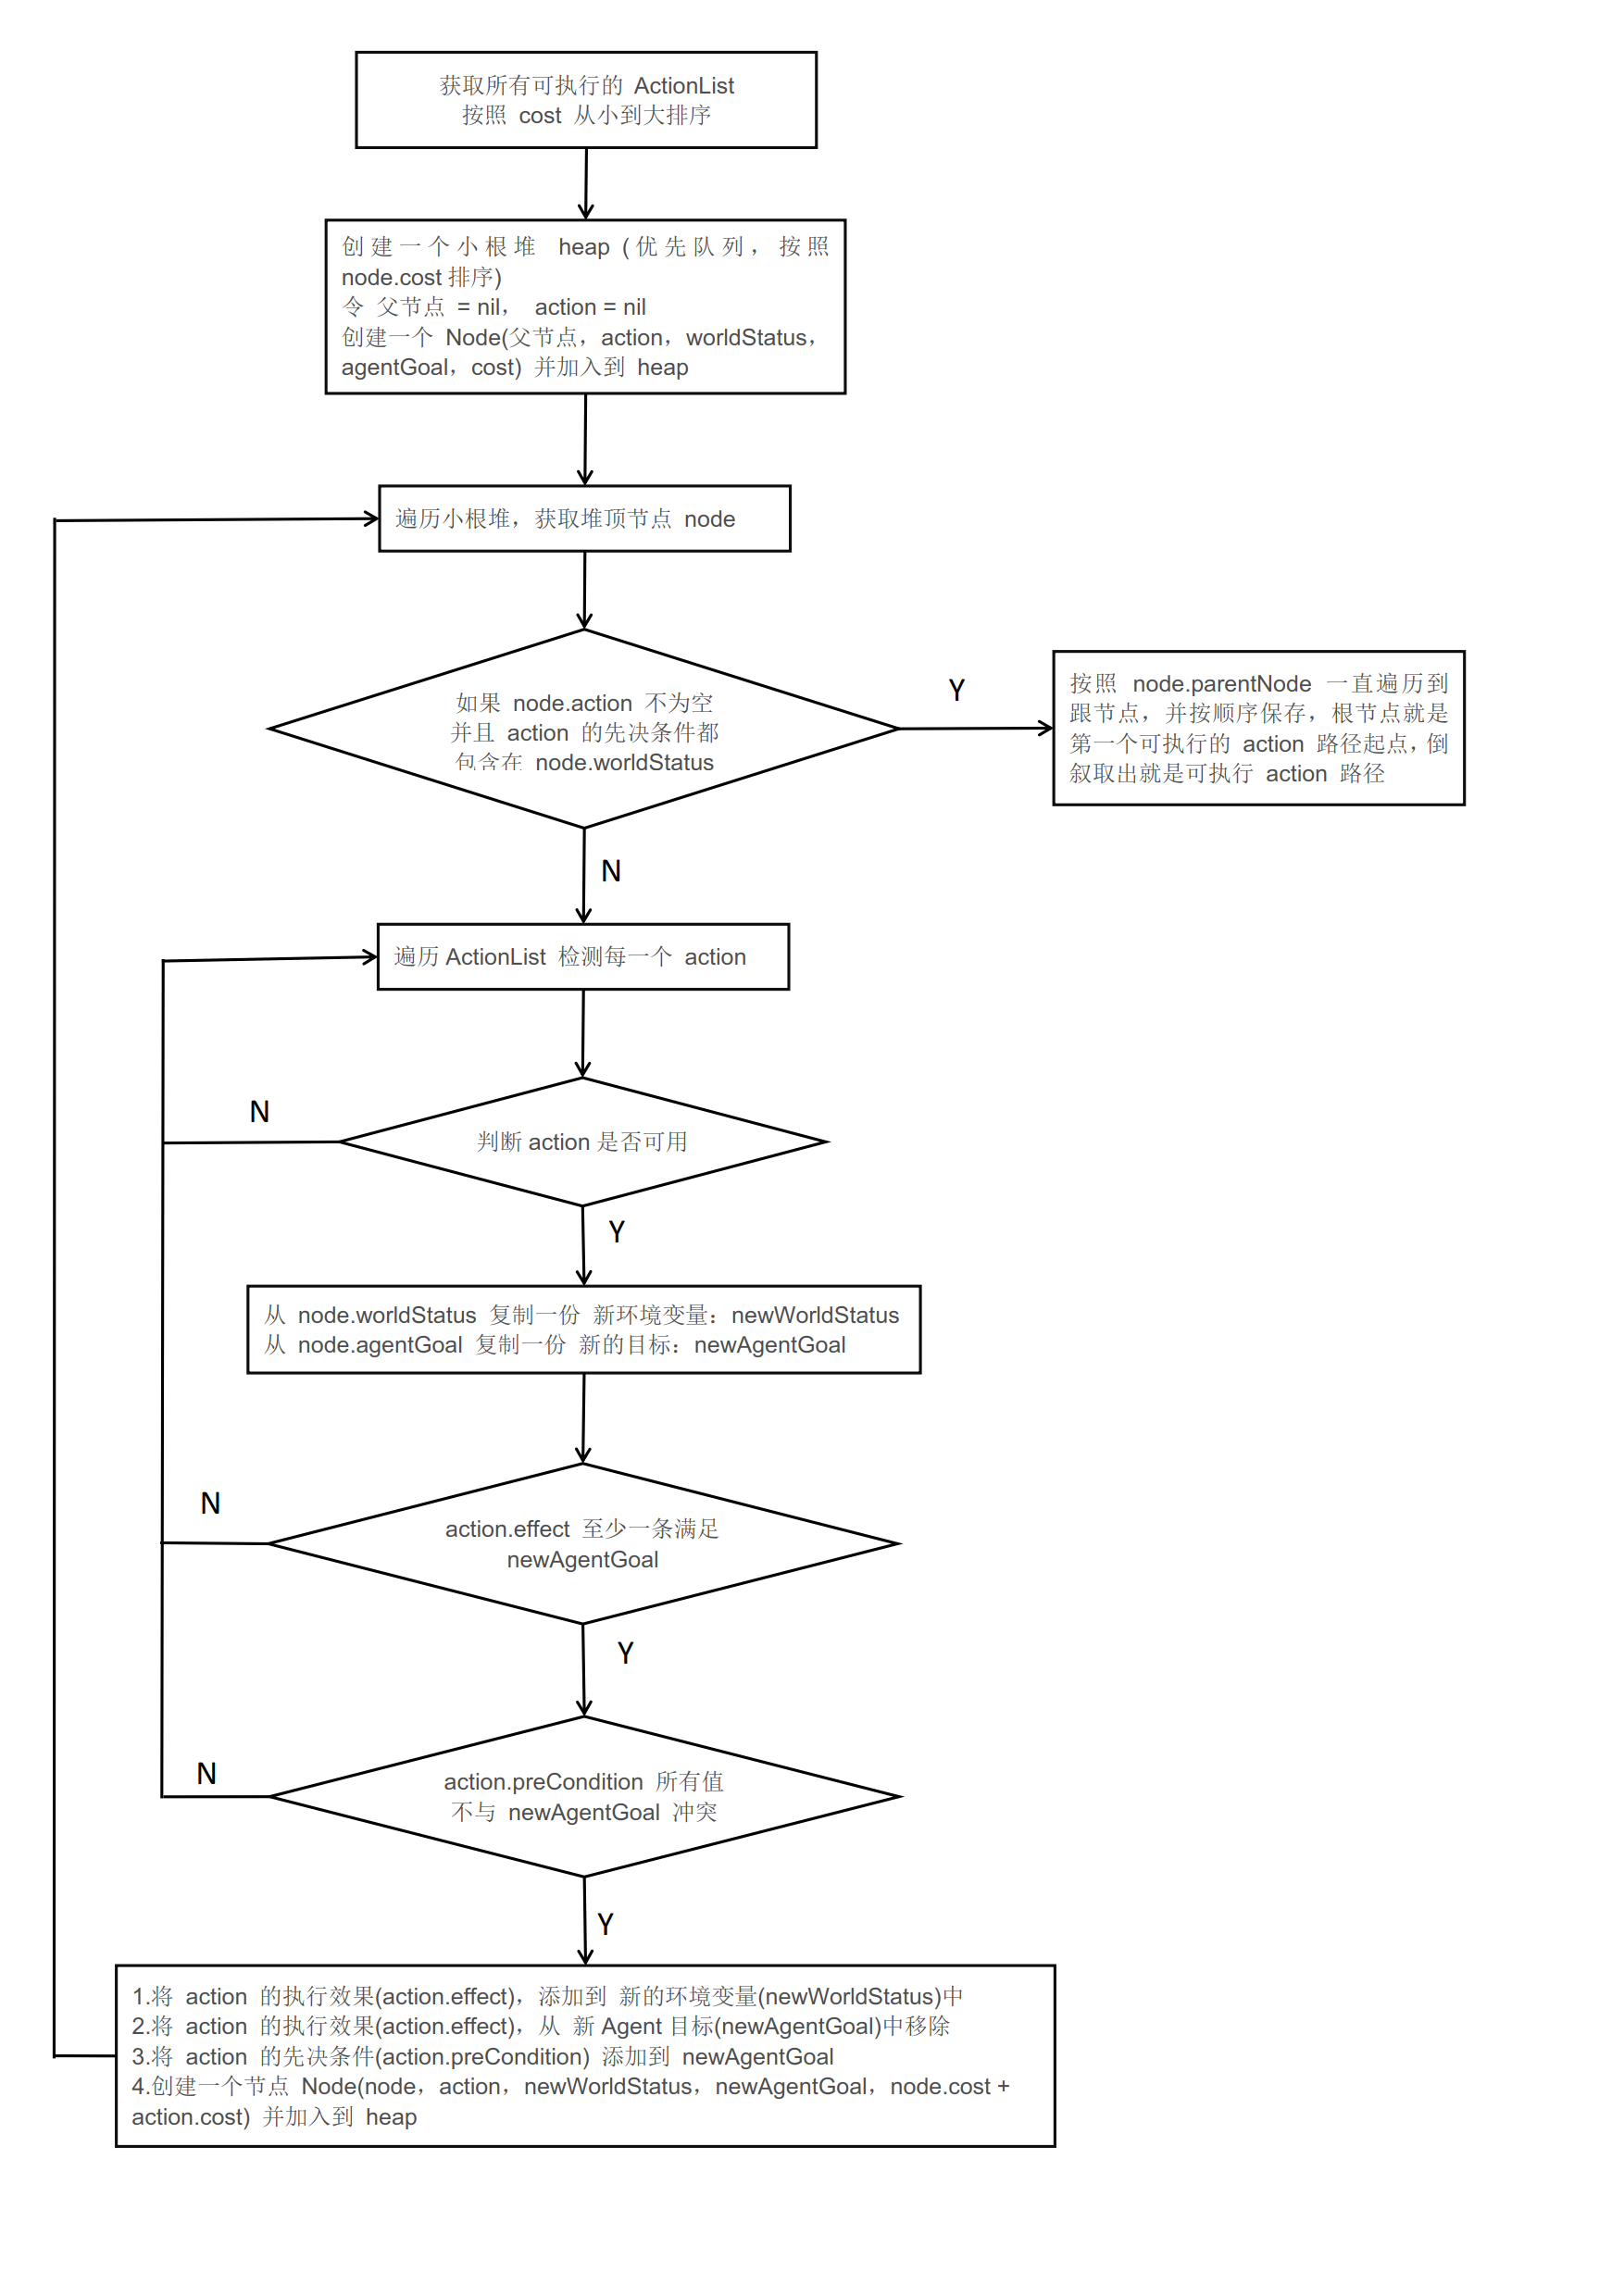 获取所有可执行的 ActionList
按照 cost 从小到大排序
创建一个小根堆 heap (优先队列，按照
node.cost 排序)
令 父节点 = nil， action = nil
创建一个 Node(父节点，action，worldStatus，
agentGoal，cost) 并加入到 heap
遍历小根堆，获取堆顶节点 node
如果 node.action 不为空
并且 action 的先决条件都
包含在 node.worldStatus
Y
按照 node.parentNode 一直遍历到
跟节点，并按顺序保存，根节点就是
第一个可执行的 action 路径起点，倒
叙取出就是可执行 action 路径
N
遍历 ActionList 检测每一个 action
N
判断 action 是否可用
Y
从 node.worldStatus 复制一份 新环境变量：newWorldStatus
从 node.agentGoal 复制一份 新的目标：newAgentGoal
N
action.effect 至少一条满足
newAgentGoal
Y
N
action.preCondition 所有值
不与 newAgentGoal 冲突
Y
1.将 action 的执行效果(action.effect)，添加到 新的环境变量(newWorldStatus)中
2.将 action 的执行效果(action.effect)，从 新 Agent 目标(newAgentGoal)中移除
3.将 action 的先决条件(action.preCondition) 添加到 newAgentGoal
4.创建一个节点 Node(node，action，newWorldStatus，newAgentGoal，node.cost +
action.cost) 并加入到 heap